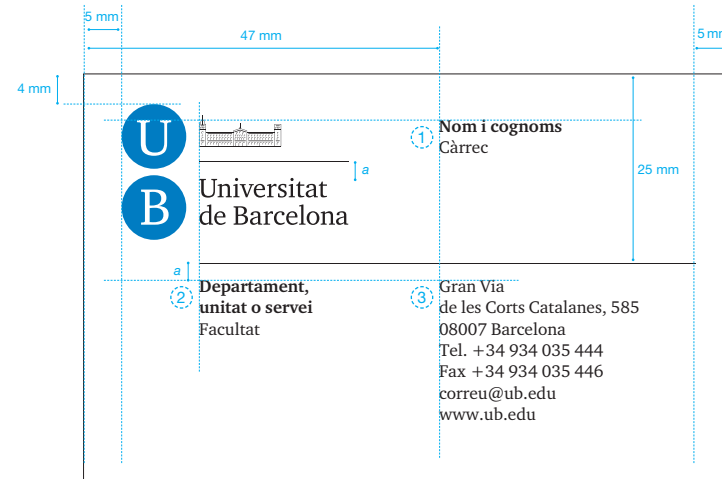 5 mm
47 mm
5 mm
4 mm
U
B
Universitat
de Barcelona
a
1
Nom i cognoms
Càrrec
25 mm
a
2
Departament,
unitat o servei
Facultat
3
Gran Via
de les Corts Catalanes, 585
08007 Barcelona
Tel. +34 934 035 444
Fax +34 934 035 446
correu@ub.edu
www.ub.edu